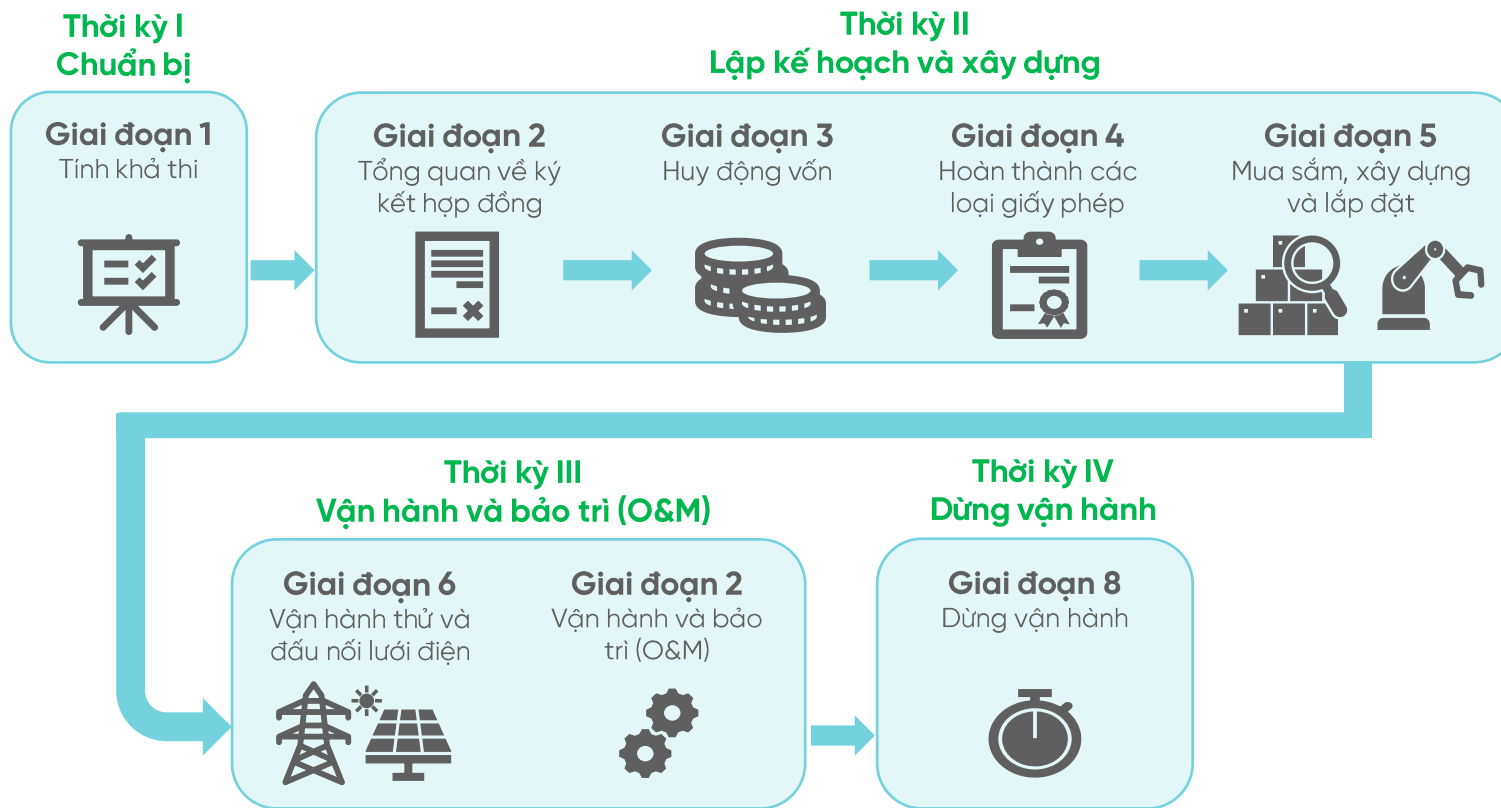 Thời kỳ I
Chuẩn bị
Giai đoạn 1
Tính khả thi
Thời kỳ II
Lập kế hoạch và xây dựng
Giai đoạn 2
Tổng quan về ký
kết hợp đồng
Giai đoạn 3
Huy động vốn
Giai đoạn 4
Hoàn thành các
loại giấy phép
Giai đoạn 5
Mua sắm, xây dựng
và lắp đặt
Thời kỳ III
Vận hành và bảo trì (O&M)
Giai đoạn 6
Vận hành thử và
đấu nối lưới điện
Giai đoạn 2
Vận hành và bảo
trì (O&M)
Thời kỳ IV
Dừng vận hành
Giai đoạn 8
Dừng vận hành